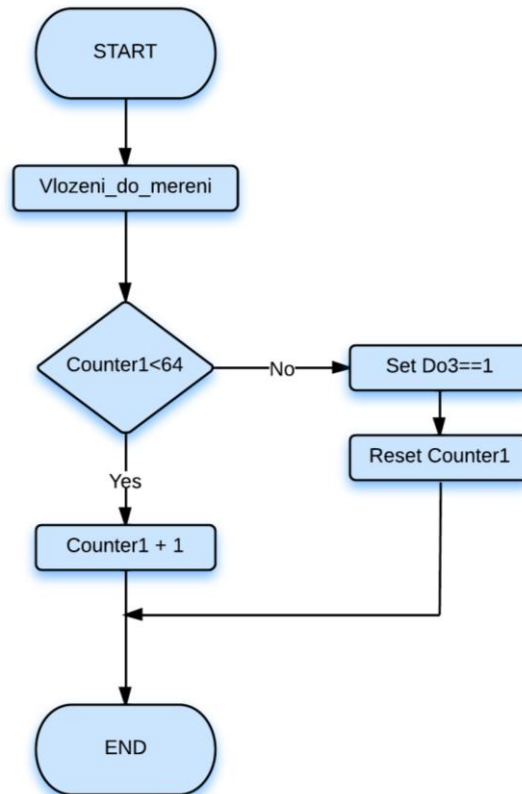 START
Vlozeni_do_mereni
Counter1<64
No
Set Do3==1
Reset Counter1
Yes
Counter1 + 1
END